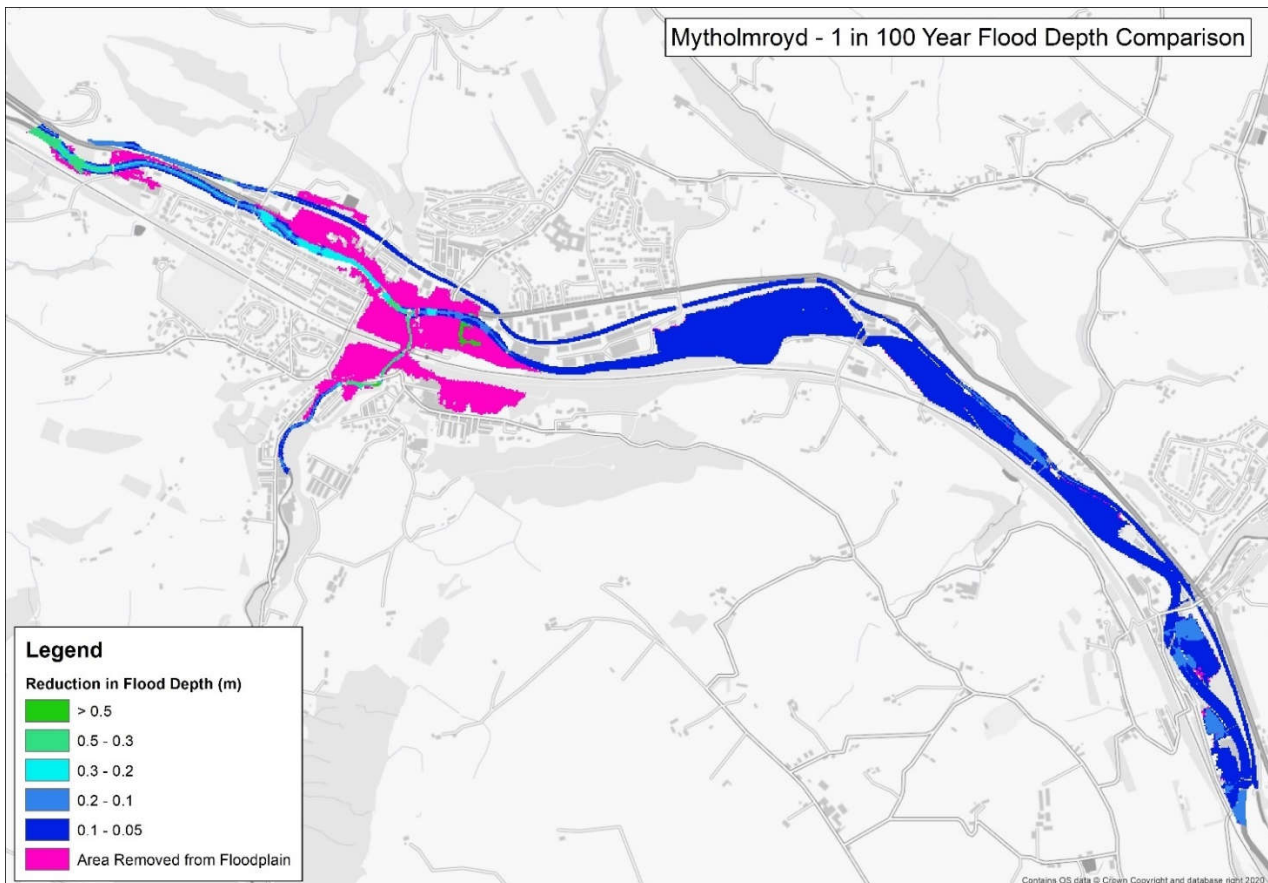 Mytholmroyd - 1 in 100 Year Flood Depth Comparison
Legend
Reduction in Flood Depth (m)
> 0.5
0.5 - 0.3
0.3 - 0.2
0.2 - 0.1
0.1 - 0.05
Area Removed from Floodplain
Contains OS data © Crown Copyright and database right 2020